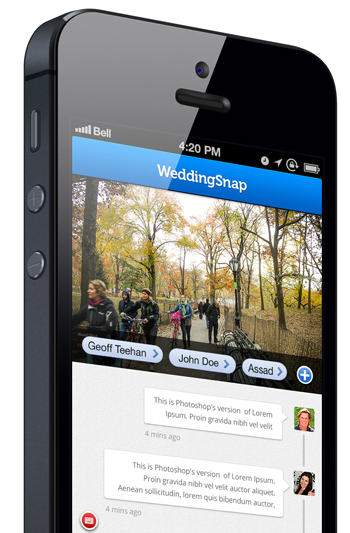 Bell
4:20 PM
WeddingSnap
Geoff Teehan
John Doe
Assad
This is Photoshop's version of Lorem
Ipsum. Proin gravida nibh vel velit
4 mins ago
This is Photoshop's version of Lorem Ipsum.
Proin gravida nibh vel velit auctor aliquet.
Aenean sollicitudin, lorem quis bibendum auctor,
4 mins ago